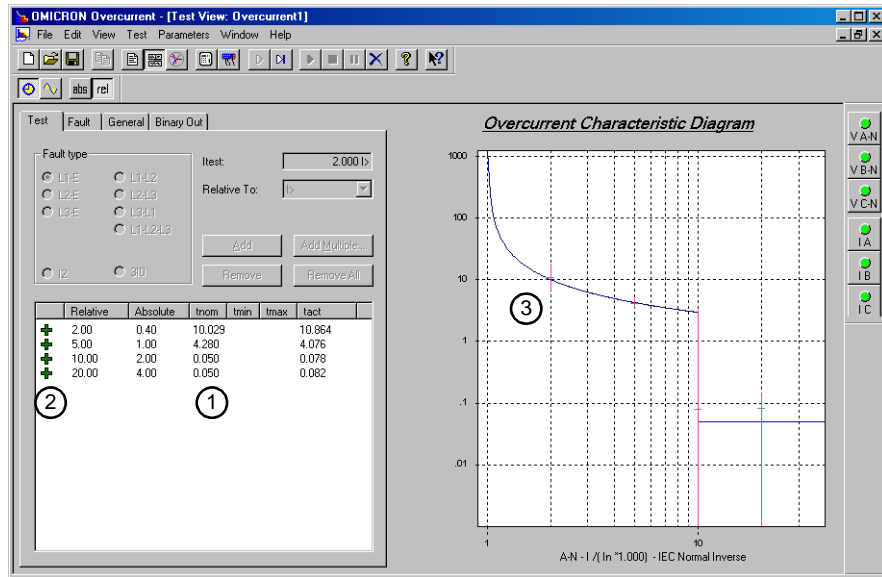 OMICRON Overcurrent - [Test View: Overcurrent1]
File Edit View Test Parameters Window Help
abs rel
Test Fault General Binary Out
Fault type
L1-E L1-L2
L2-E L2-L3
L3-E L3-L1
L1-L2-L3
I2 3I0
Itest: 2.000 I>
Relative To: I>
Add Add Multiple...
Remove Remove All
Relative Absolute tnom tmin tmax tact
2.00 0.40 10.029 10.864
5.00 1.00 4.280 4.076
10.00 2.00 0.050 0.078
20.00 4.00 0.050 0.082
2 1
Overcurrent Characteristic Diagram
1000
100
10
3
1
.1
.01
1 10
A-N - I /( In *1.000) - IEC Normal Inverse
V A-N
V B-N
V C-N
I A
I B
I C